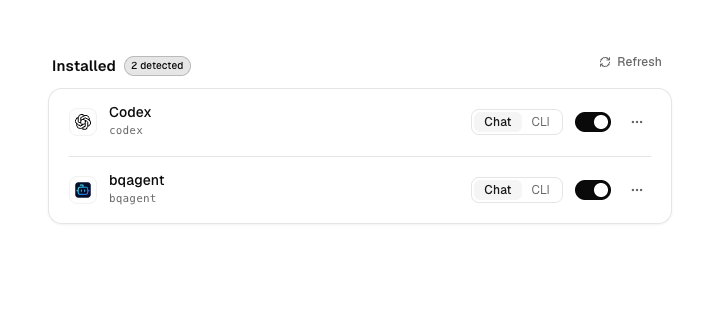 Installed 2 detected Refresh
Codex Chat CLI
codex
bqagent Chat CLI
bqagent